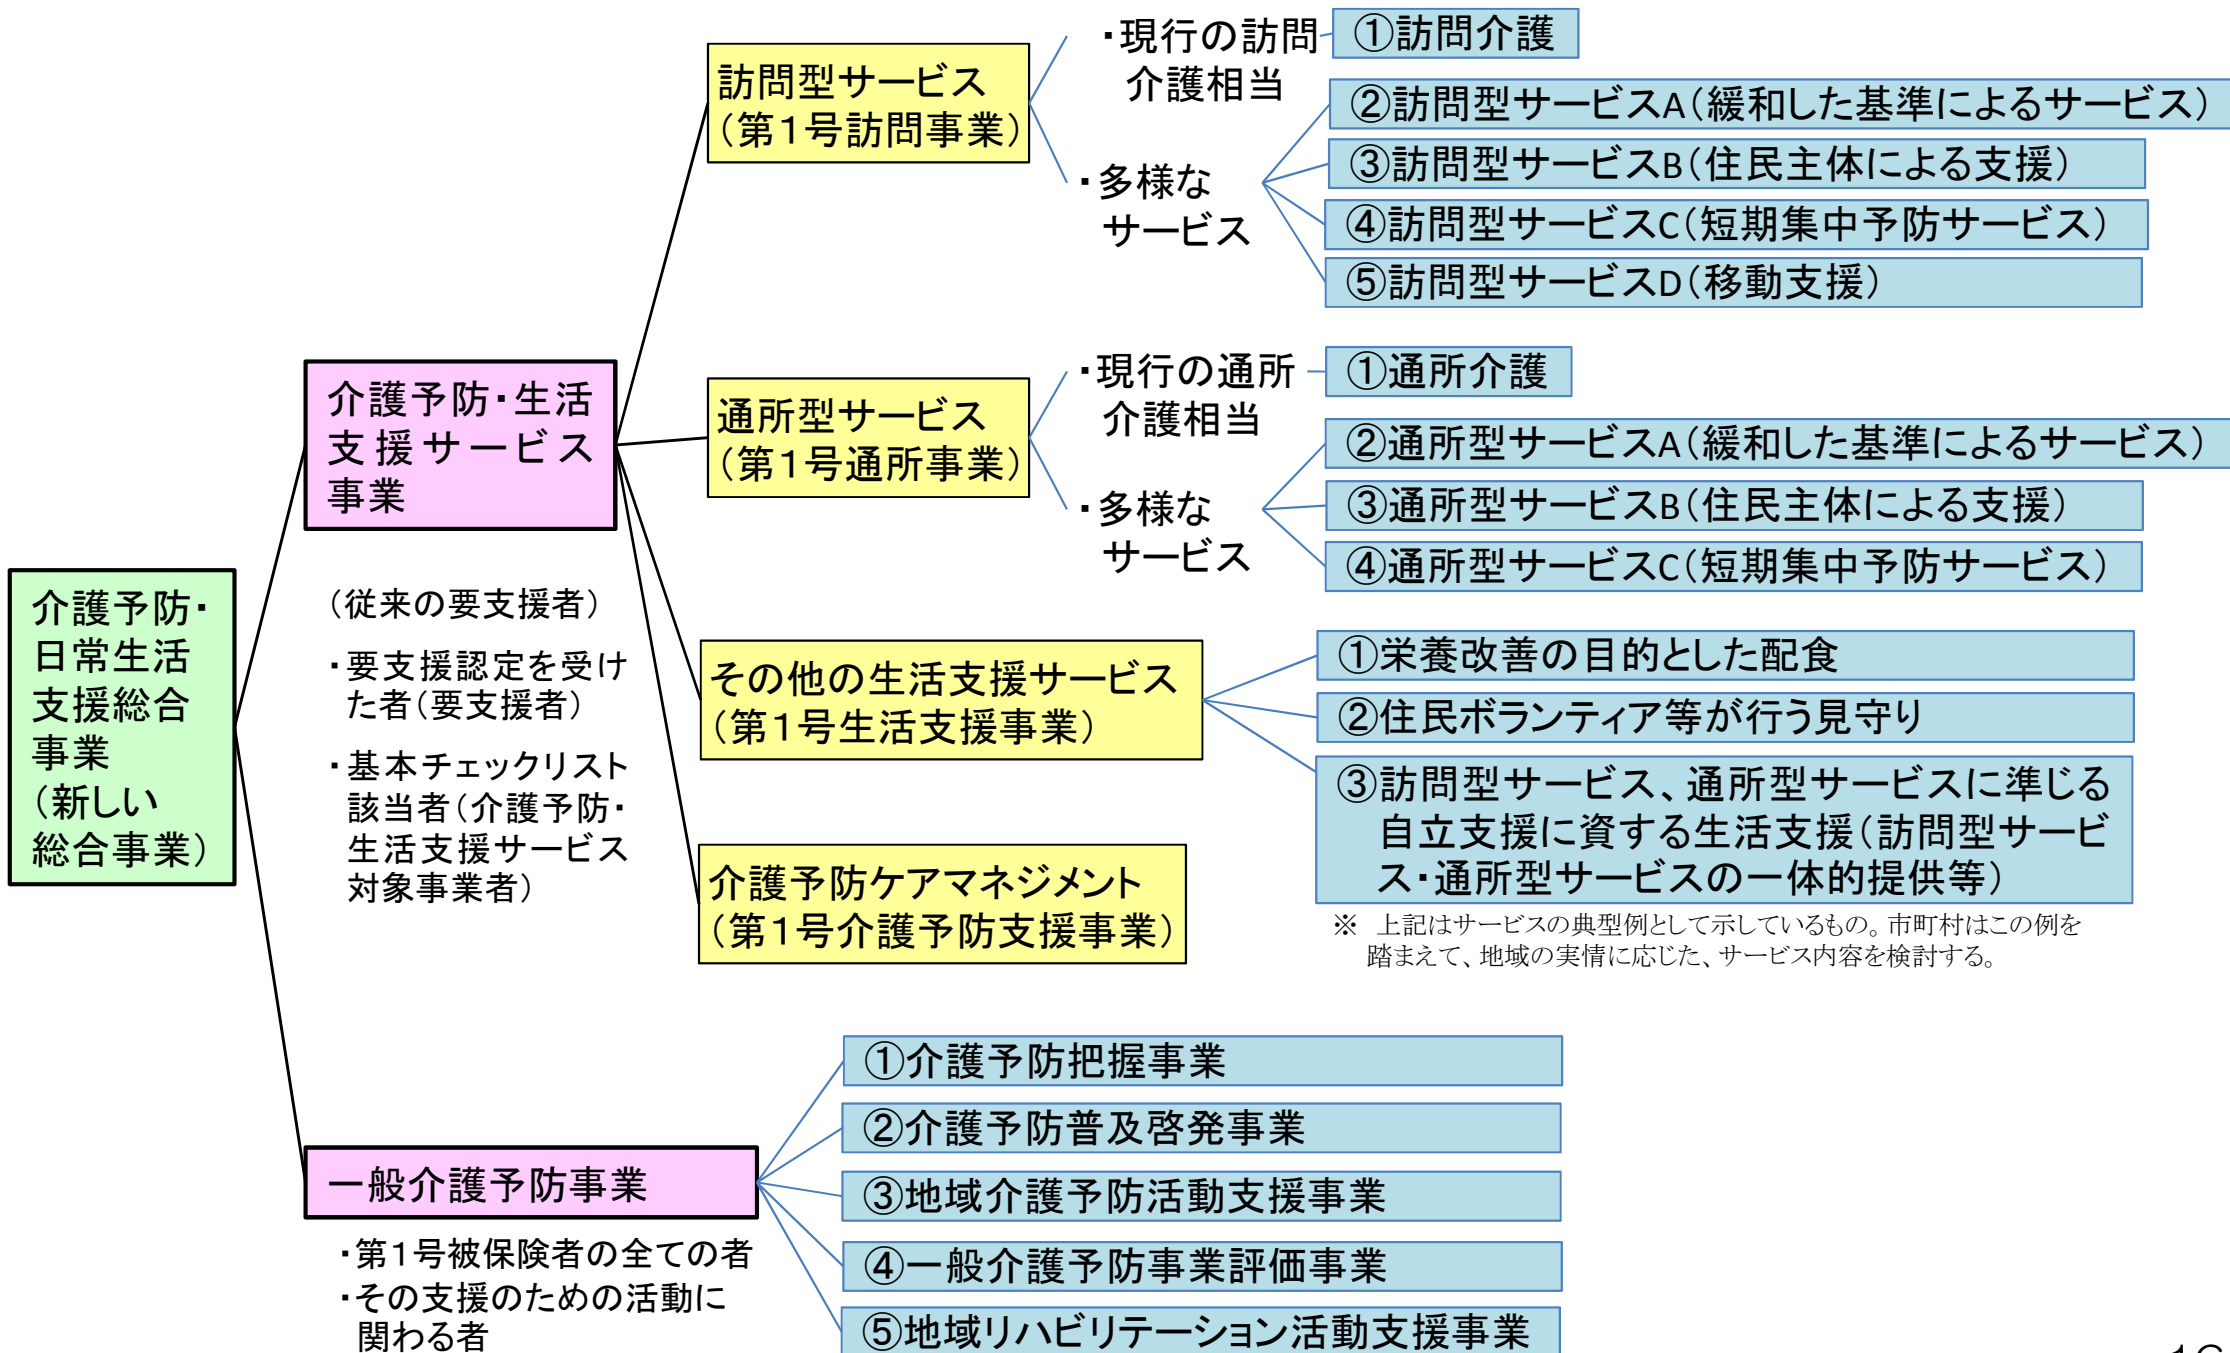 介護予防・
日常生活
支援総合
事業
（新しい
総合事業）
介護予防・生活
支援サービス
事業
（従来の要支援者）
・要支援認定を受け
た者（要支援者）
・基本チェックリスト
該当者（介護予防・
生活支援サービス
対象事業者）
訪問型サービス
（第１号訪問事業）
・現行の訪問
介護相当
①訪問介護
・多様な
サービス
②訪問型サービスA（緩和した基準によるサービス）
③訪問型サービスB（住民主体による支援）
④訪問型サービスC（短期集中予防サービス）
⑤訪問型サービスD（移動支援）
通所型サービス
（第１号通所事業）
・現行の通所
介護相当
①通所介護
・多様な
サービス
②通所型サービスA（緩和した基準によるサービス）
③通所型サービスB（住民主体による支援）
④通所型サービスC（短期集中予防サービス）
その他の生活支援サービス
（第１号生活支援事業）
①栄養改善の目的とした配食
②住民ボランティア等が行う見守り
③訪問型サービス、通所型サービスに準じる
自立支援に資する生活支援（訪問型サービ
ス・通所型サービスの一体的提供等）
※　上記はサービスの典型例として示しているもの。市町村はこの例を
踏まえて、地域の実情に応じた、サービス内容を検討する。
介護予防ケアマネジメント
（第１号介護予防支援事業）
一般介護予防事業
・第１号被保険者の全ての者
・その支援のための活動に
関わる者
①介護予防把握事業
②介護予防普及啓発事業
③地域介護予防活動支援事業
④一般介護予防事業評価事業
⑤地域リハビリテーション活動支援事業